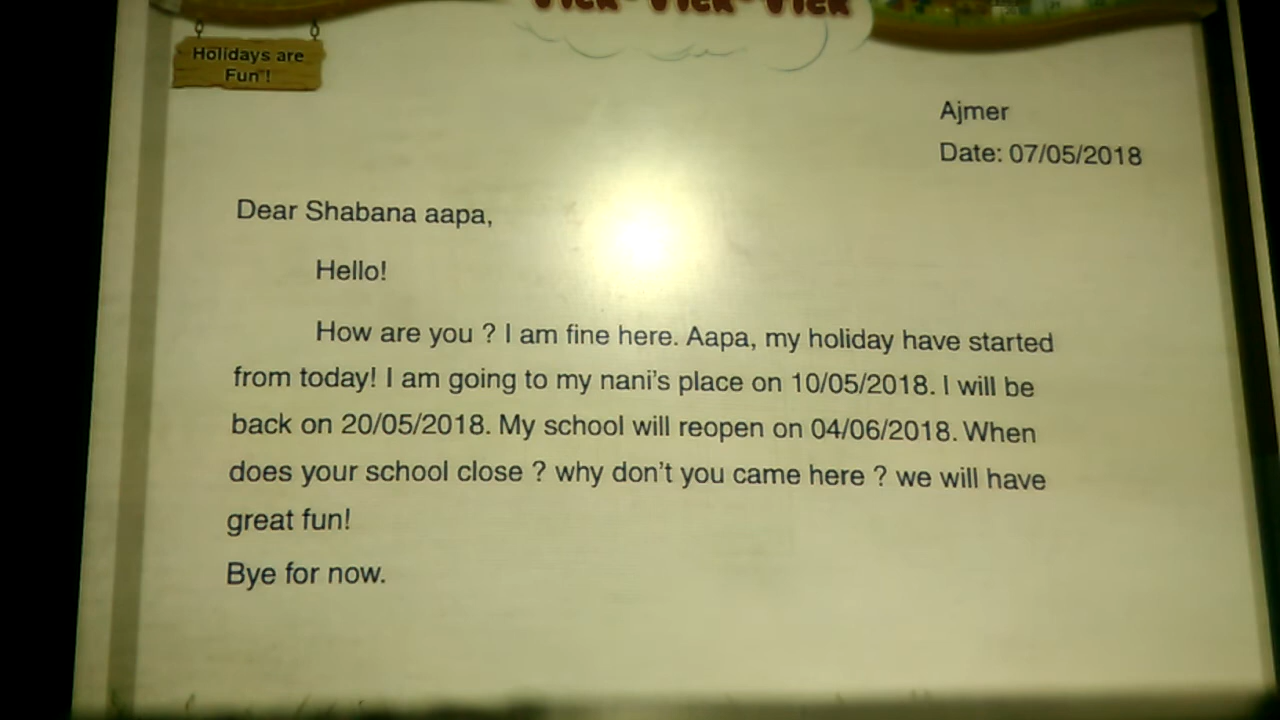 Holidays are
Fun !
Ajmer
Date: 07/05/2018
Dear Shabana aapa,
Hello!
How are you ? I am fine here. Aapa, my holiday have started
from today! I am going to my nani's place on 10/05/2018. I will be
back on 20/05/2018. My school will reopen on 04/06/2018. When
does your school close ? why don't you came here ? we will have
great fun!
Bye for now.